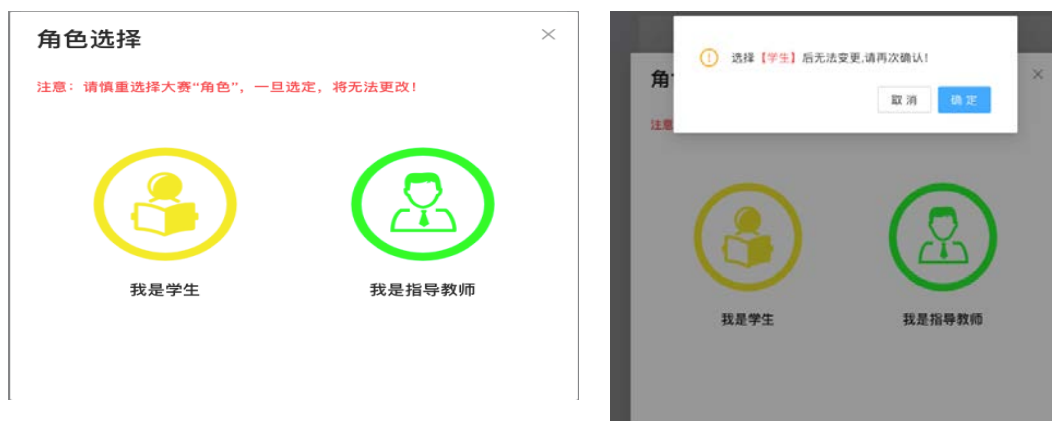 角色选择
注意：请慎重选择大赛“角色”，一旦选定，将无法更改！
我是学生
我是指导教师
选择【学生】后无法变更,请再次确认!
取 消
确 定
角
注意
我是学生
我是指导教师